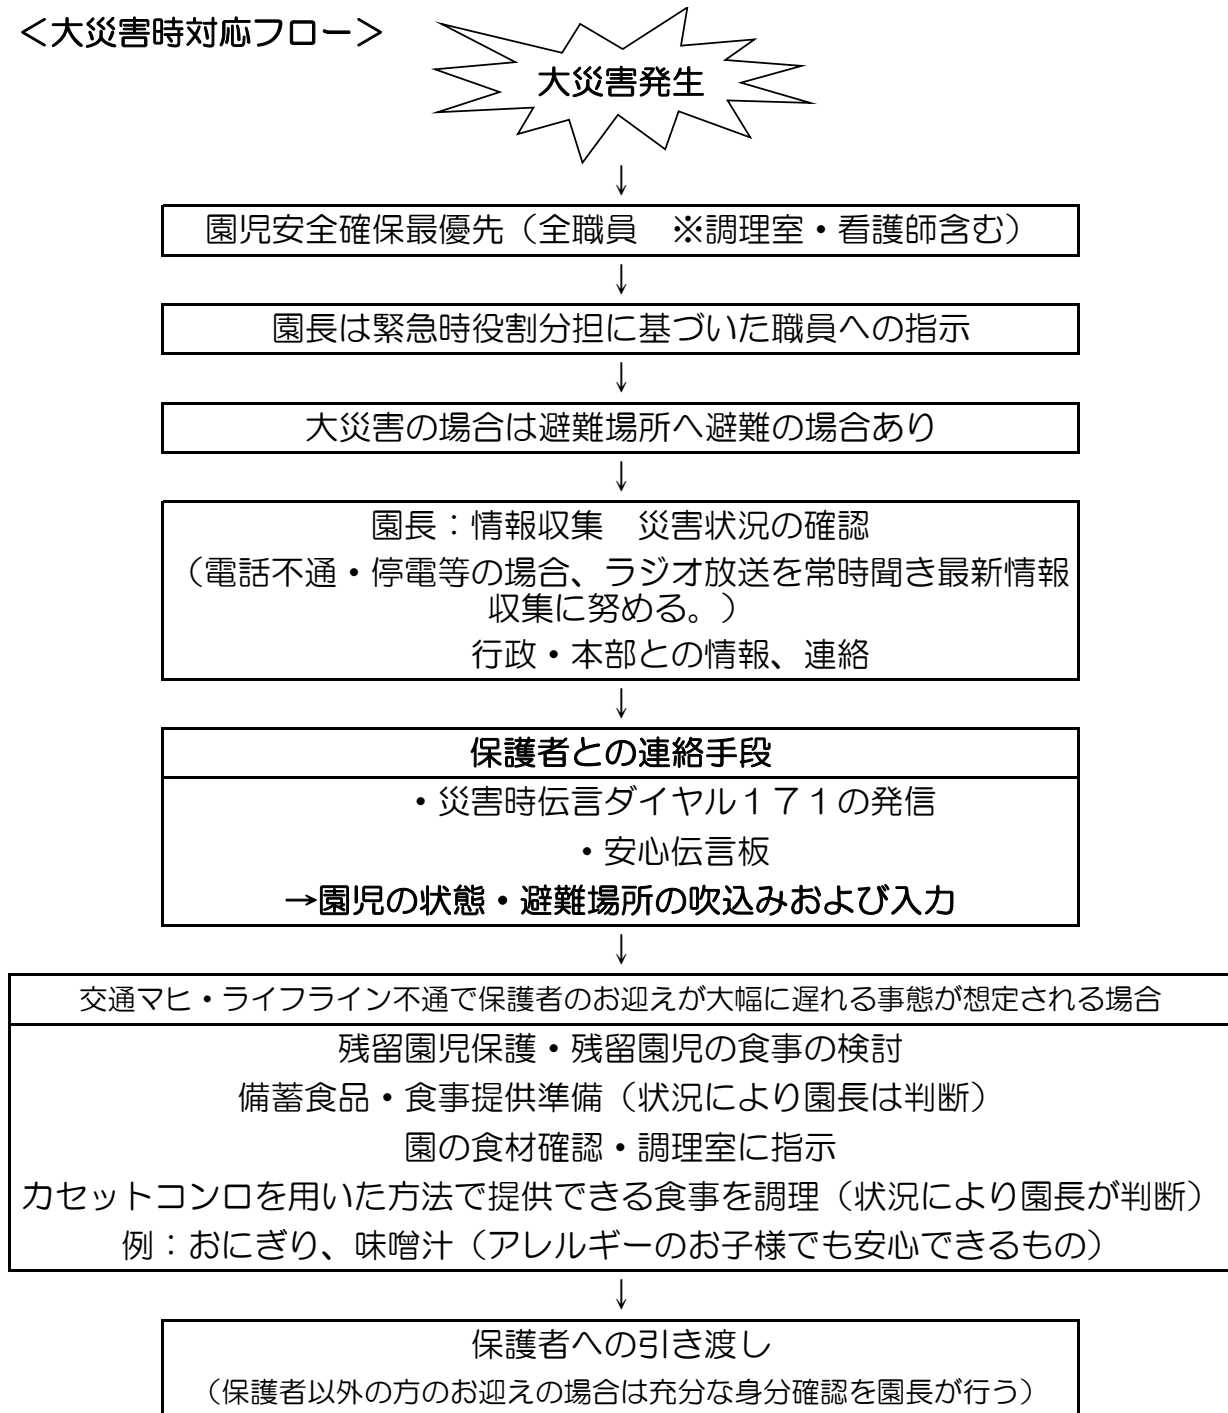 ＜大災害時対応フロー＞
大災害発生
↓
園児安全確保最優先（全職員　※調理室・看護師含む）
↓
園長は緊急時役割分担に基づいた職員への指示
↓
大災害の場合は避難場所へ避難の場合あり
↓
園長：情報収集　災害状況の確認
（電話不通・停電等の場合、ラジオ放送を常時聞き最新情報
収集に努める。）
行政・本部との情報、連絡
↓
保護者との連絡手段
・災害時伝言ダイヤル１７１の発信
・安心伝言板
→園児の状態・避難場所の吹込みおよび入力
↓
交通マヒ・ライフライン不通で保護者のお迎えが大幅に遅れる事態が想定される場合
残留園児保護・残留園児の食事の検討
備蓄食品・食事提供準備（状況により園長は判断）
園の食材確認・調理室に指示
カセットコンロを用いた方法で提供できる食事を調理（状況により園長が判断）
例：おにぎり、味噌汁（アレルギーのお子様でも安心できるもの）
↓
保護者への引き渡し
（保護者以外の方のお迎えの場合は充分な身分確認を園長が行う）